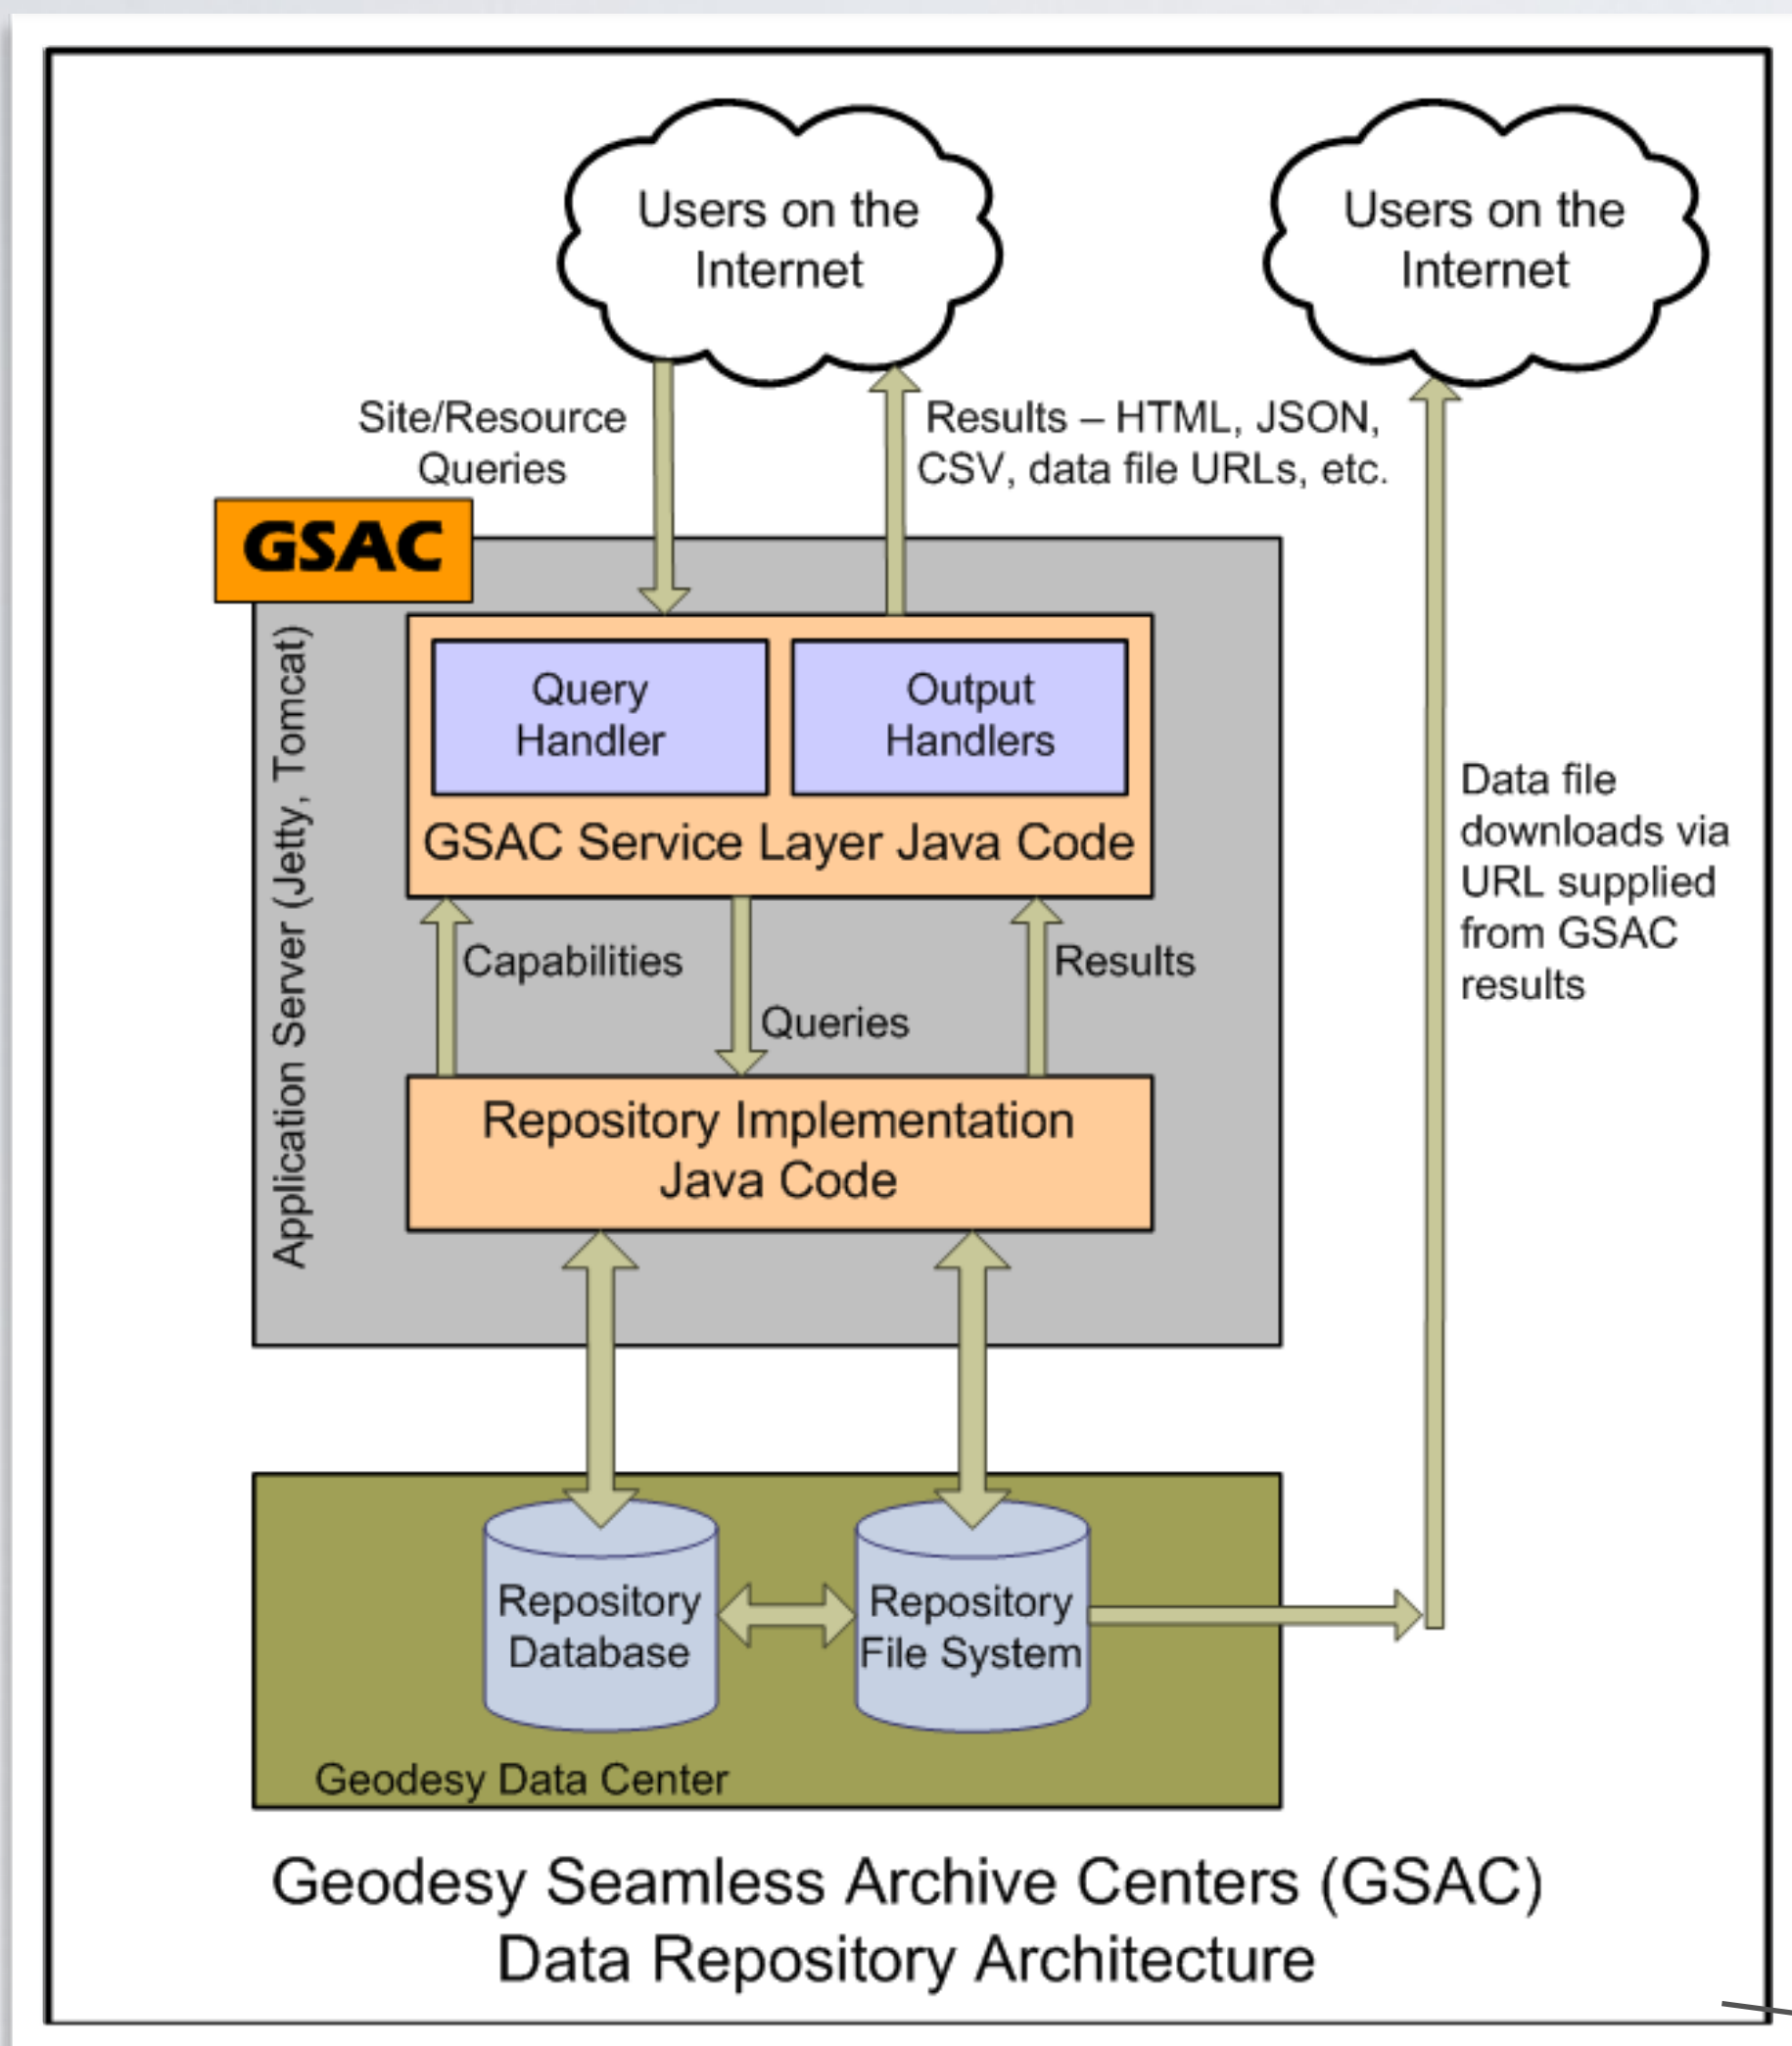 Users on the
Internet
Users on the
Internet
Site/Resource
Queries
Results – HTML, JSON,
CSV, data file URLs, etc.
GSAC
Application Server (Jetty, Tomcat)
Query
Handler
Output
Handlers
GSAC Service Layer Java Code
Data file
downloads via
URL supplied
from GSAC
results
Capabilities
Queries
Results
Repository Implementation
Java Code
Repository
Database
Repository
File System
Geodesy Data Center
Geodesy Seamless Archive Centers (GSAC)
Data Repository Architecture